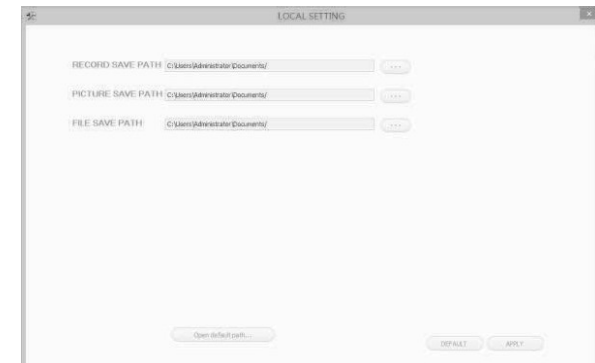 LOCAL SETTING
RECORD SAVE PATH C:\Users\Administrator\Documents/ ...
PICTURE SAVE PATH C:\Users\Administrator\Documents/ ...
FILE SAVE PATH C:\Users\Administrator\Documents/ ...
Open default path...
DEFAULT APPLY